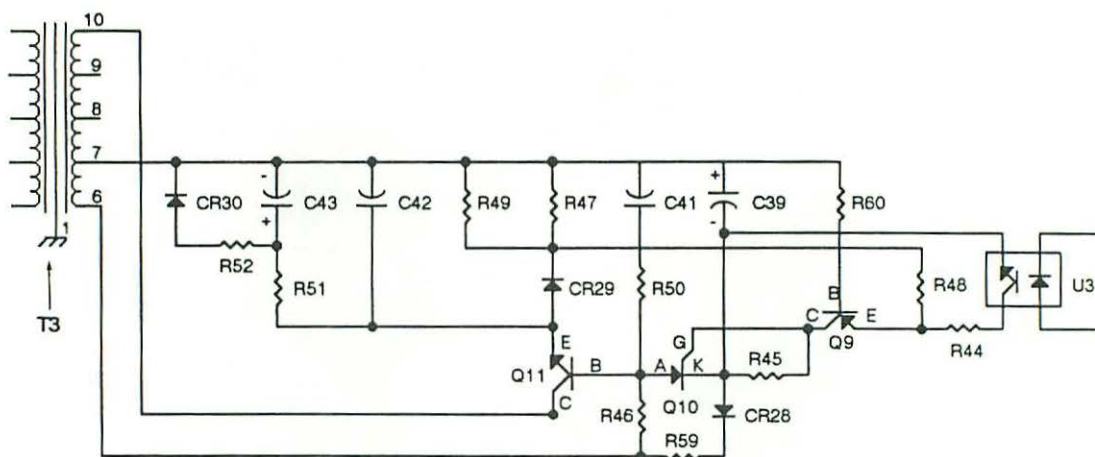 10
9
8
7
6
1
T3
CR30
-
C43
+
C42
R49
R47
C41
+
C39
-
R60
R52
R51
CR29
R50
R48
U3
B
C
E
Q9
R44
G
E
Q11
B
A
K
R45
C
Q10
R46
CR28
R59